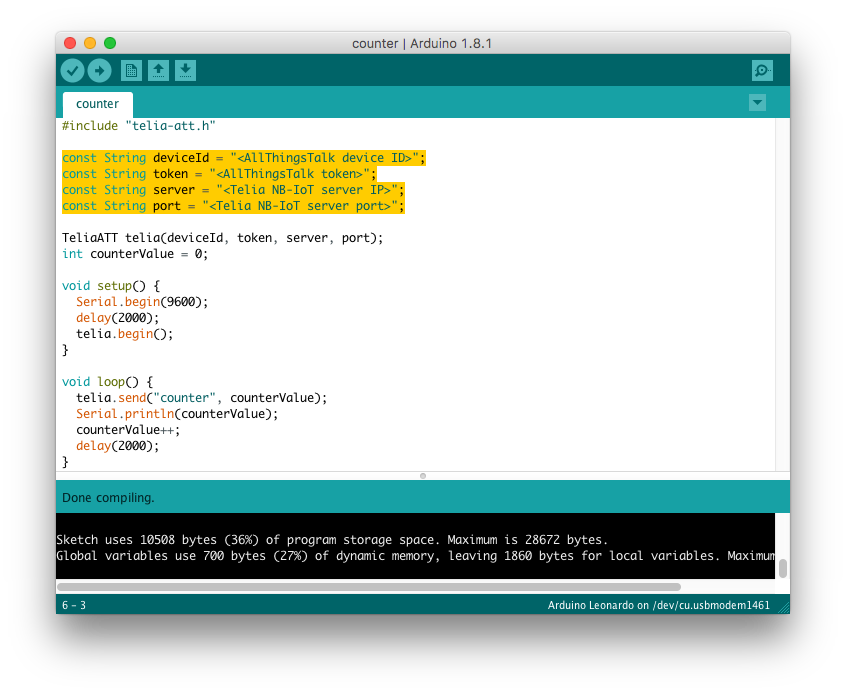 counter | Arduino 1.8.1
counter
#include "telia-att.h"
const String deviceId = "<AllThingsTalk device ID>";
const String token = "<AllThingsTalk token>";
const String server = "<Telia NB-IoT server IP>";
const String port = "<Telia NB-IoT server port>";
TeliaATT telia(deviceId, token, server, port);
int counterValue = 0;
void setup() {
  Serial.begin(9600);
  delay(2000);
  telia.begin();
}
void loop() {
  telia.send("counter", counterValue);
  Serial.println(counterValue);
  counterValue++;
  delay(2000);
}
Done compiling.
Sketch uses 10508 bytes (36%) of program storage space. Maximum is 28672 bytes.
Global variables use 700 bytes (27%) of dynamic memory, leaving 1860 bytes for local variables. Maximum
6 - 3 Arduino Leonardo on /dev/cu.usbmodem1461